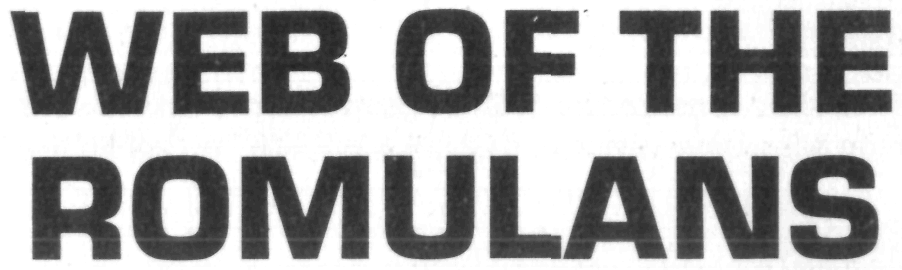 WEB OF THE
ROMULANS